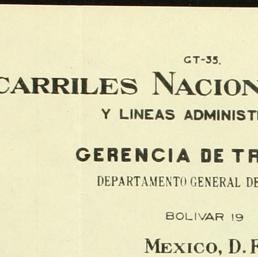 GT-35.
CARRILES NACION
Y LINEAS ADMINIST
GERENCIA DE TR
DEPARTAMENTO GENERAL DE
BOLIVAR 19
MEXICO, D. F